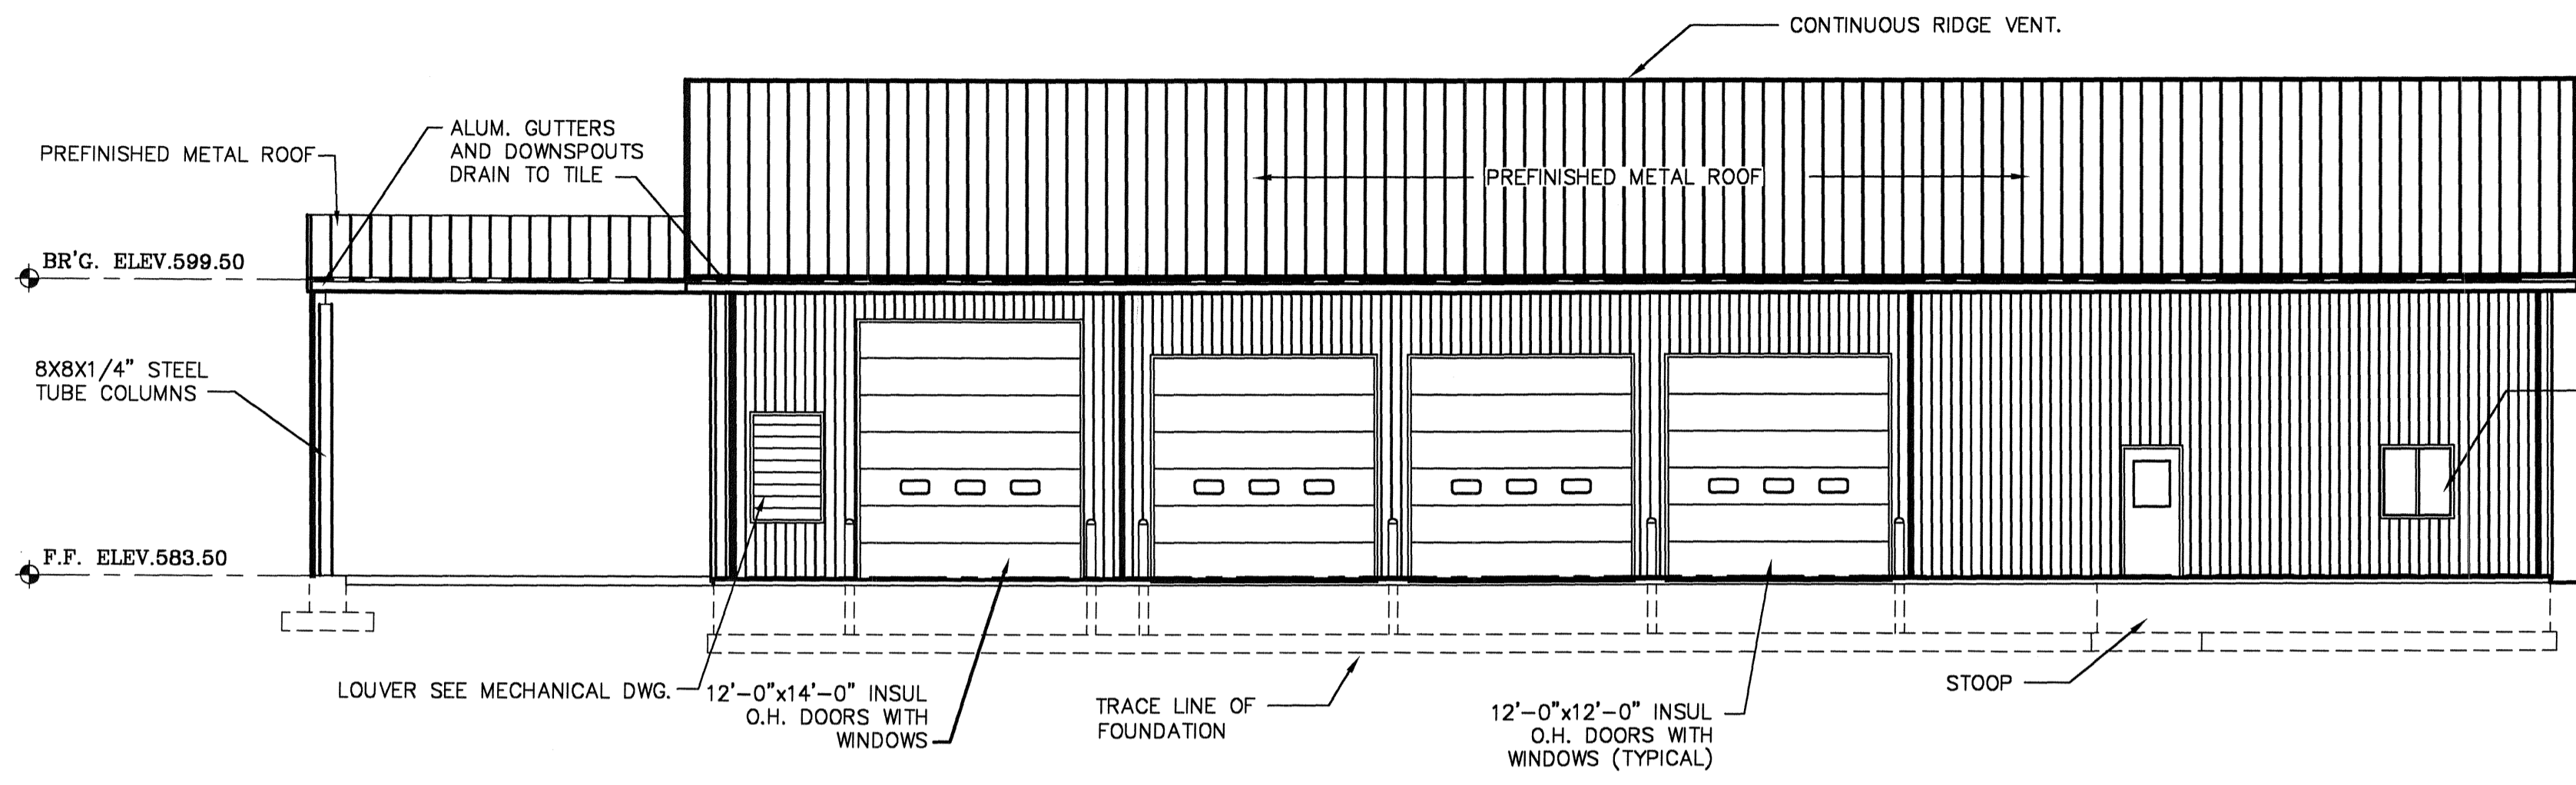 CONTINUOUS RIDGE VENT.
ALUM. GUTTERS
AND DOWNSPOUTS
DRAIN TO TILE
PREFINISHED METAL ROOF
PREFINISHED METAL ROOF
BR'G. ELEV.599.50
8X8X1/4" STEEL
TUBE COLUMNS
F.F. ELEV.583.50
LOUVER SEE MECHANICAL DWG.
12'-0"x14'-0" INSUL
O.H. DOORS WITH
WINDOWS
TRACE LINE OF
FOUNDATION
12'-0"x12'-0" INSUL
O.H. DOORS WITH
WINDOWS (TYPICAL)
STOOP